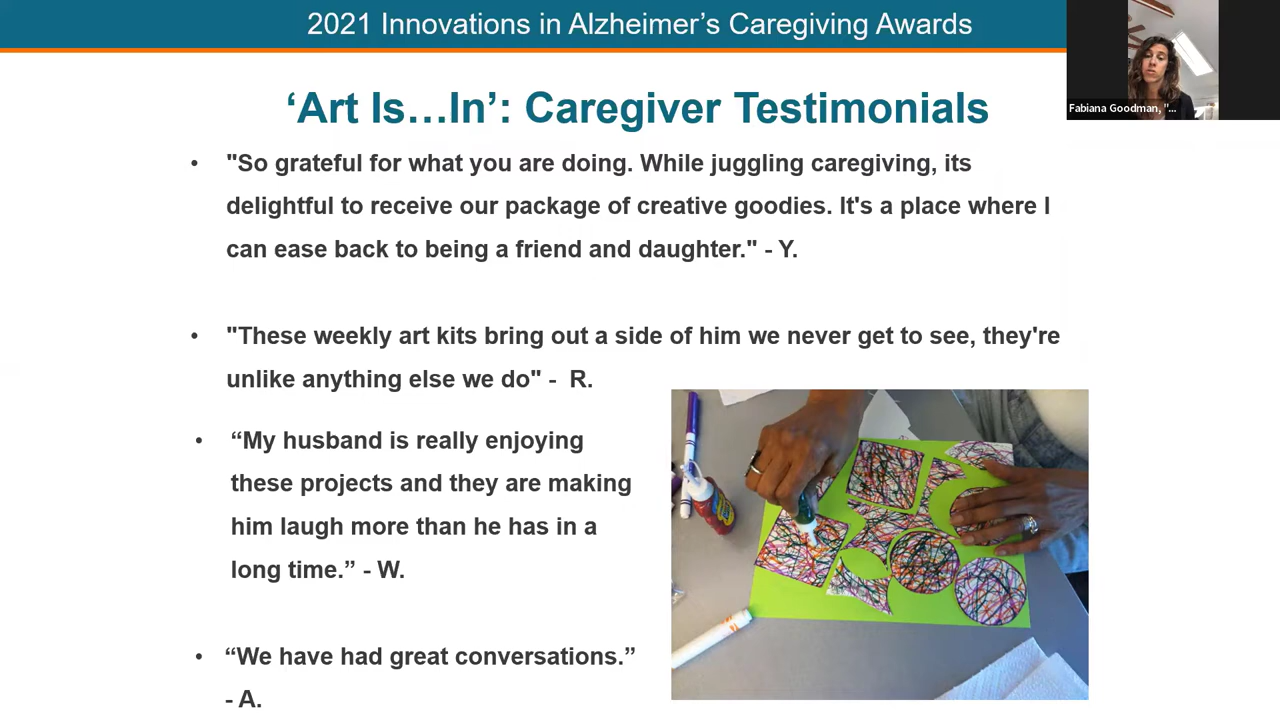 2021 Innovations in Alzheimer's Caregiving Awards
Fabiana Goodman, "...
‘Art Is…In’: Caregiver Testimonials
• "So grateful for what you are doing. While juggling caregiving, its
delightful to receive our package of creative goodies. It's a place where I
can ease back to being a friend and daughter." - Y.
• "These weekly art kits bring out a side of him we never get to see, they're
unlike anything else we do" - R.
• “My husband is really enjoying
these projects and they are making
him laugh more than he has in a
long time.” - W.
• “We have had great conversations.”
- A.